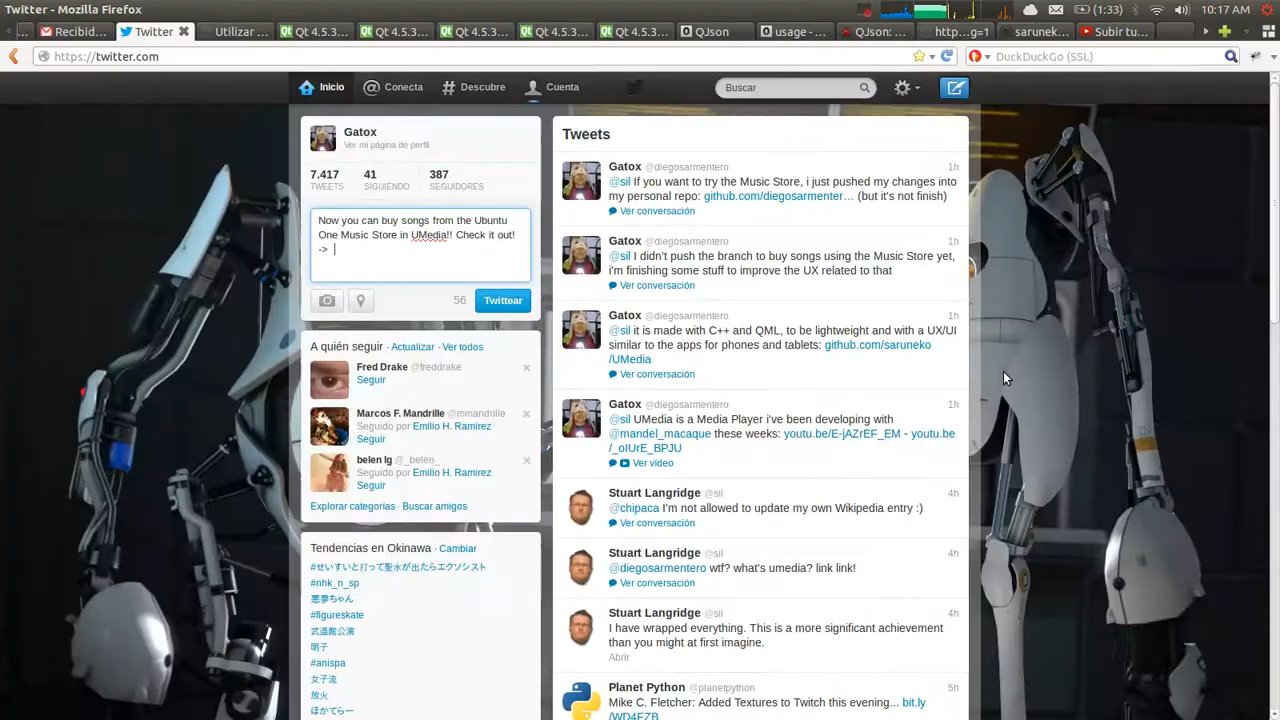 Twitter - Mozilla Firefox
(1:33)
10:17 AM
Recibid...
Twitter
Utilizar ...
Qt 4.5.3...
Qt 4.5.3...
Qt 4.5.3...
Qt 4.5.3...
Qt 4.5.3...
QJson
usage - ...
QJson: ...
http...g=1
sarunek...
Subir tu...
https://twitter.com
DuckDuckGo (SSL)
Inicio
Conecta
Descubre
Cuenta
Buscar
Gatox
Ver mi página de perfil
7.417
41
387
TWEETS
SIGUIENDO
SEGUIDORES
Now you can buy songs from the Ubuntu
One Music Store in UMedia!! Check it out!
->
56
Twittear
A quién seguir · Actualizar · Ver todos
Fred Drake @freddrake
Seguir
Marcos F. Mandrille @mmandrille
Seguido por Emilio H. Ramirez
Seguir
belen lg @_belen_
Seguido por Emilio H. Ramirez
Seguir
Explorar categorías · Buscar amigos
Tendencias en Okinawa · Cambiar
#せいすいと打って聖水が出たらエクソシスト
#nhk_n_sp
悪夢ちゃん
#figureskate
武道館公演
明子
#anispa
女子流
放火
ほかてらー
Tweets
Gatox @diegosarmentero 1h
@sil If you want to try the Music Store, i just pushed my changes into
my personal repo: github.com/diegosarmenter… (but it's not finish)
Ver conversación
Gatox @diegosarmentero 1h
@sil I didn't push the branch to buy songs using the Music Store yet,
i'm finishing some stuff to improve the UX related to that
Ver conversación
Gatox @diegosarmentero 1h
@sil it is made with C++ and QML, to be lightweight and with a UX/UI
similar to the apps for phones and tablets: github.com/saruneko
/UMedia
Ver conversación
Gatox @diegosarmentero 1h
@sil UMedia is a Media Player i've been developing with
@mandel_macaque these weeks: youtu.be/E-jAZrEF_EM - youtu.be
/_oIUrE_BPJU
Ver video
Stuart Langridge @sil 4h
@chipaca I'm not allowed to update my own Wikipedia entry :)
Ver conversación
Stuart Langridge @sil 4h
@diegosarmentero wtf? what's umedia? link link!
Ver conversación
Stuart Langridge @sil 4h
I have wrapped everything. This is a more significant achievement
than you might at first imagine.
Abrir
Planet Python @planetpython 5h
Mike C. Fletcher: Added Textures to Twitch this evening... bit.ly
/WD4FZB